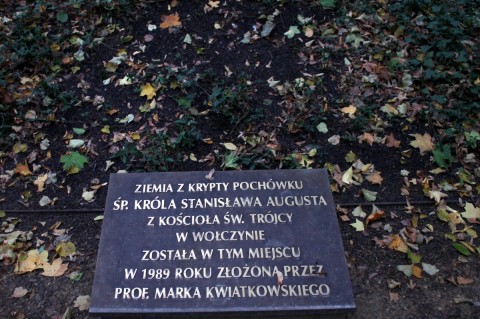 ZIEMIA Z KRYPTY POCHÓWKU
ŚP. KRÓLA STANISŁAWA AUGUSTA
Z KOŚCIOŁA ŚW. TRÓJCY
W WOŁCZYNIE
ZOSTAŁA W TYM MIEJSCU
W 1989 ROKU ZŁOŻONA PRZEZ
PROF. MARKA KWIATKOWSKIEGO